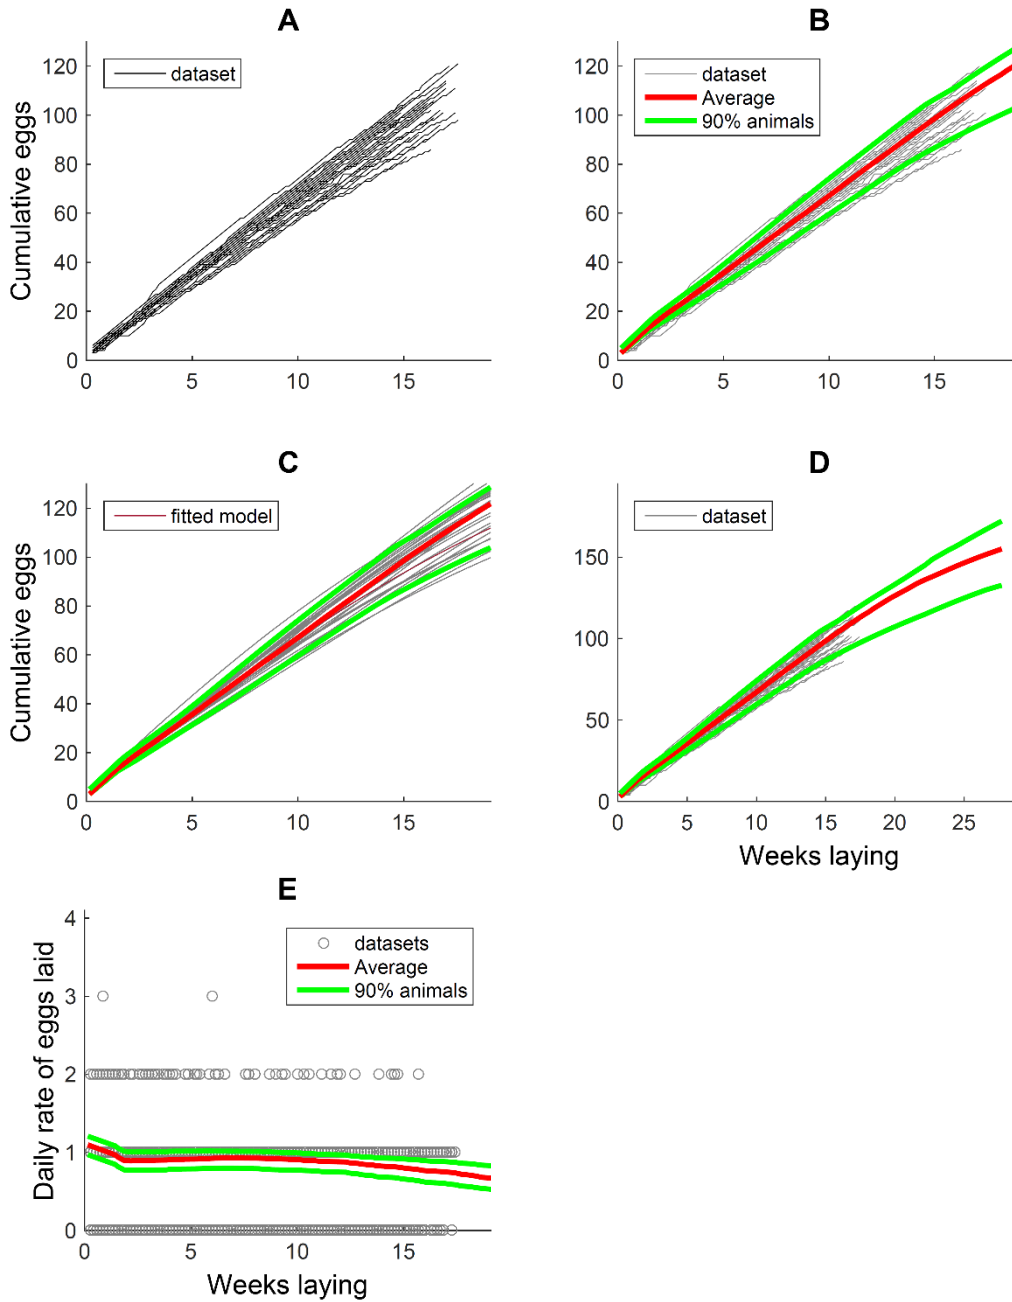 A
dataset
Cumulative eggs
120
100
80
60
40
20
0
0 5 10 15
B
dataset
Average
90% animals
120
100
80
60
40
20
0
0 5 10 15
C
fitted model
Cumulative eggs
120
100
80
60
40
20
0
0 5 10 15
D
dataset
150
100
50
0
0 5 10 15 20 25
Weeks laying
E
datasets
Average
90% animals
Daily rate of eggs laid
4
3
2
1
0
0 5 10 15
Weeks laying